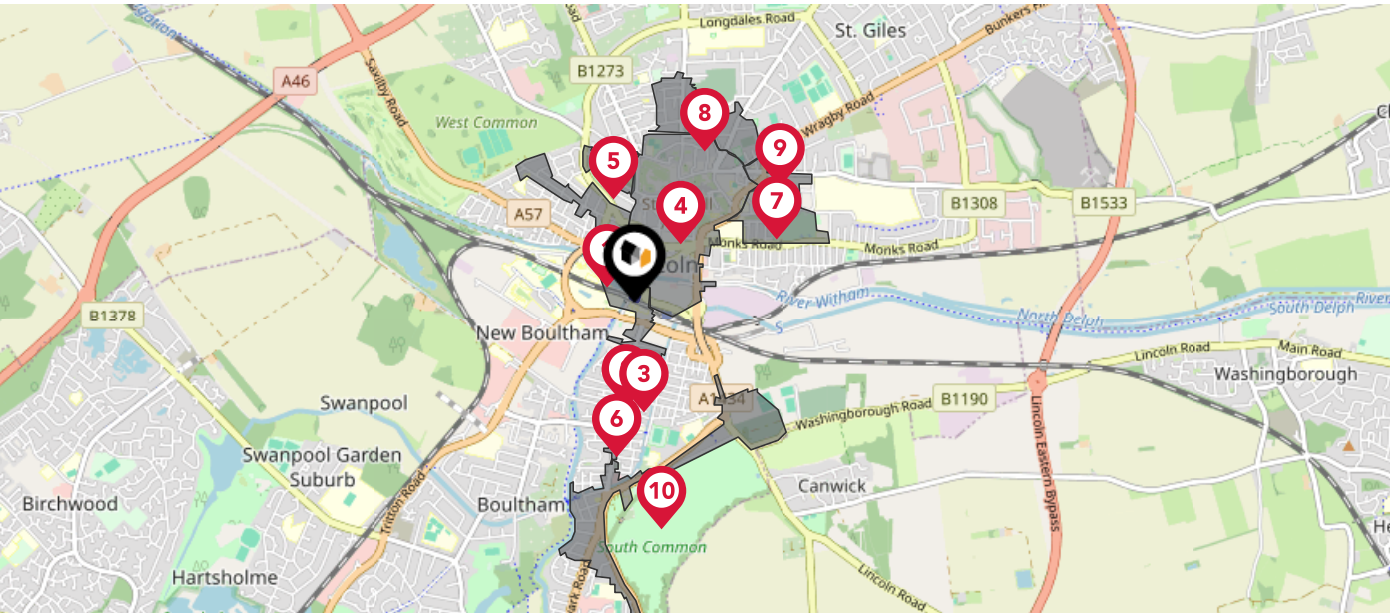 Longdales Road
St. Giles
B1273
A46
Saxilby Road
West Common
8
Wragby Road
9
5
A57
4
7
B1308
B1533
Monks Road
Monks Road
River Witham
North Delph
South Delph
River
B1378
New Boultham
Lincoln Road
Main Road
Washingborough
3
6
Swanpool
B1190
Washingborough Road
Swanpool Garden
Suburb
Birchwood
Boultham
10
Canwick
Lincoln Eastern Bypass
Tritton Road
South Common
Hartsholme
Lincoln Road